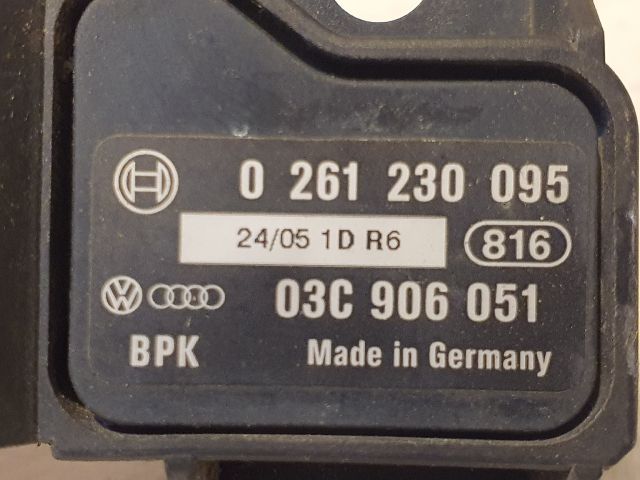 0 261 230 095
24/05 1D R6
816
03C 906 051
BPK Made in Germany